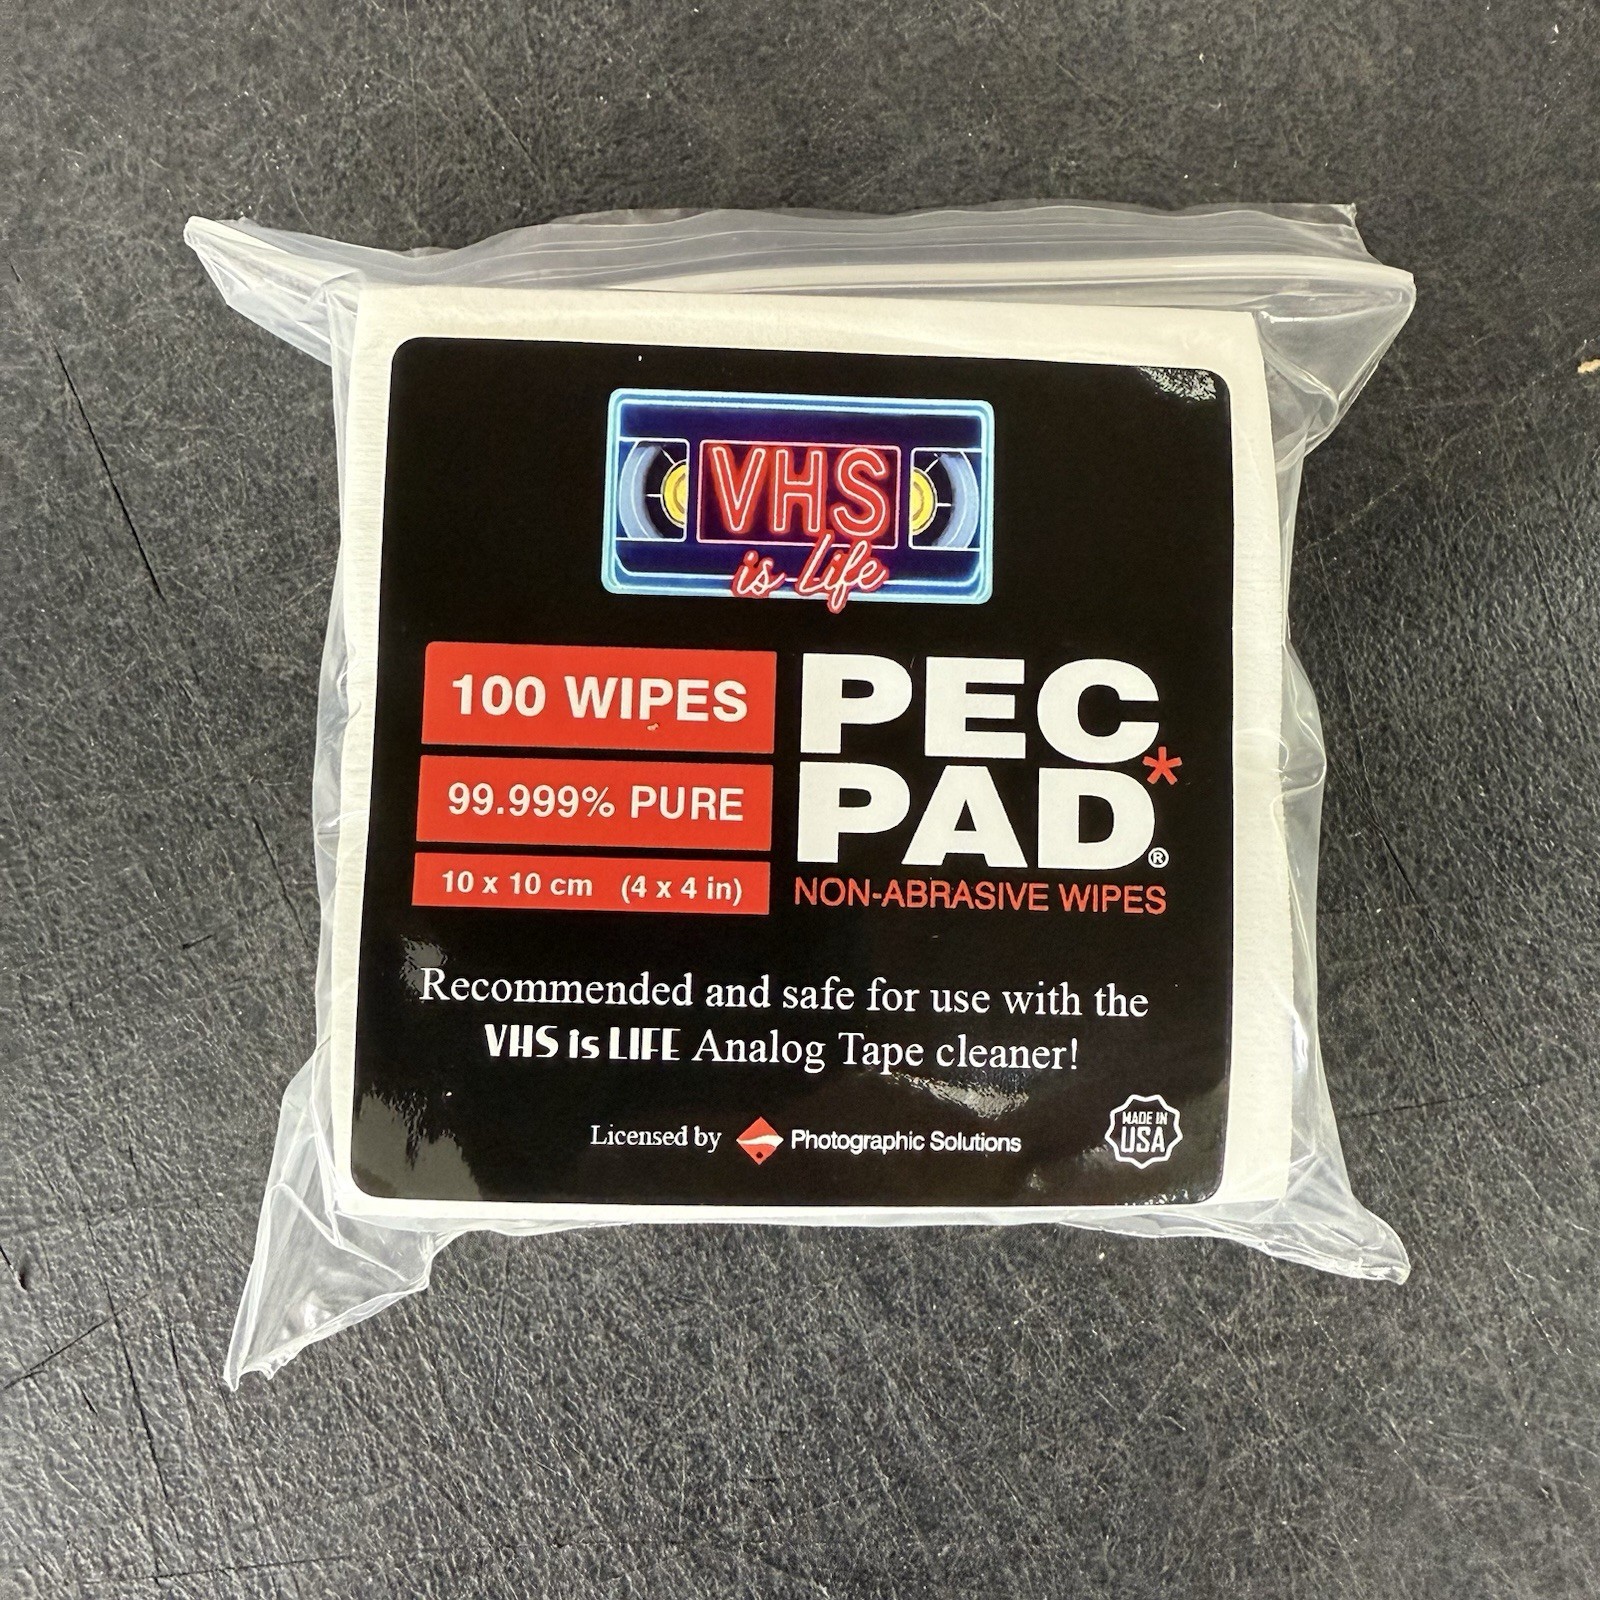 VHS
is Life
100 WIPES
99.999% PURE
10 x 10 cm (4 x 4 in)
PEC
PAD*®
NON-ABRASIVE WIPES
Recommended and safe for use with the
VHS is LIFE Analog Tape cleaner!
Licensed by Photographic Solutions
MADE IN
USA